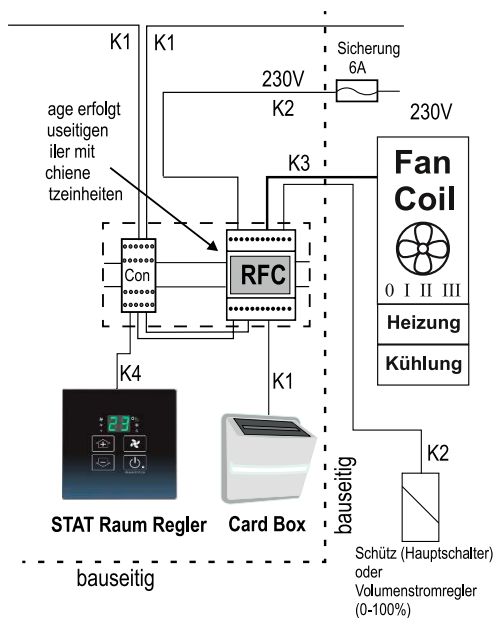 K1
K1
Sicherung
6A
230V
K2
230V
age erfolgt
useitigen
iler mit
chiene
tzeinheiten
K3
Fan
Coil
0 I II III
Heizung
Kühlung
Con
RFC
K4
K1
23
STAT Raum Regler
Card Box
bauseitig
bauseitig
K2
Schütz (Hauptschalter)
oder
Volumenstromregler
(0-100%)